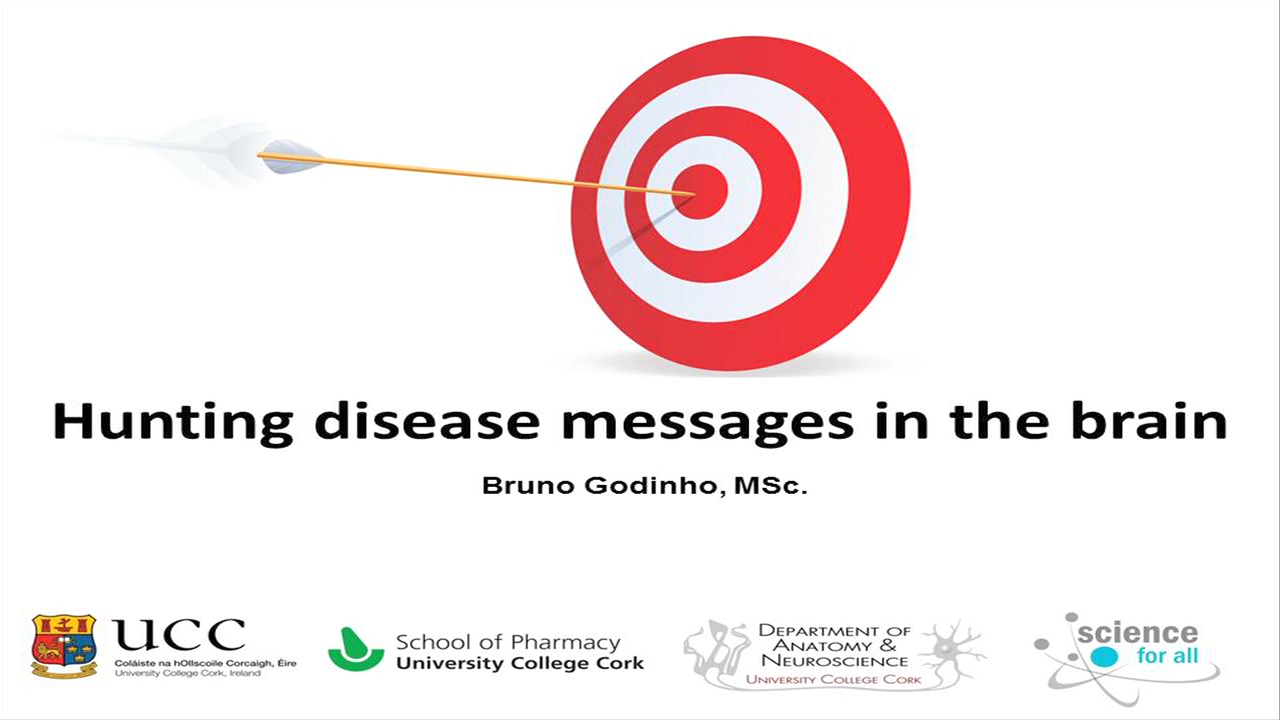 Hunting disease messages in the brain
Bruno Godinho, MSc.
UCC
Coláiste na hOllscoile Corcaigh, Éire
University College Cork, Ireland
School of Pharmacy
University College Cork
DEPARTMENT OF
ANATOMY &
NEUROSCIENCE
UNIVERSITY COLLEGE CORK
science
for all